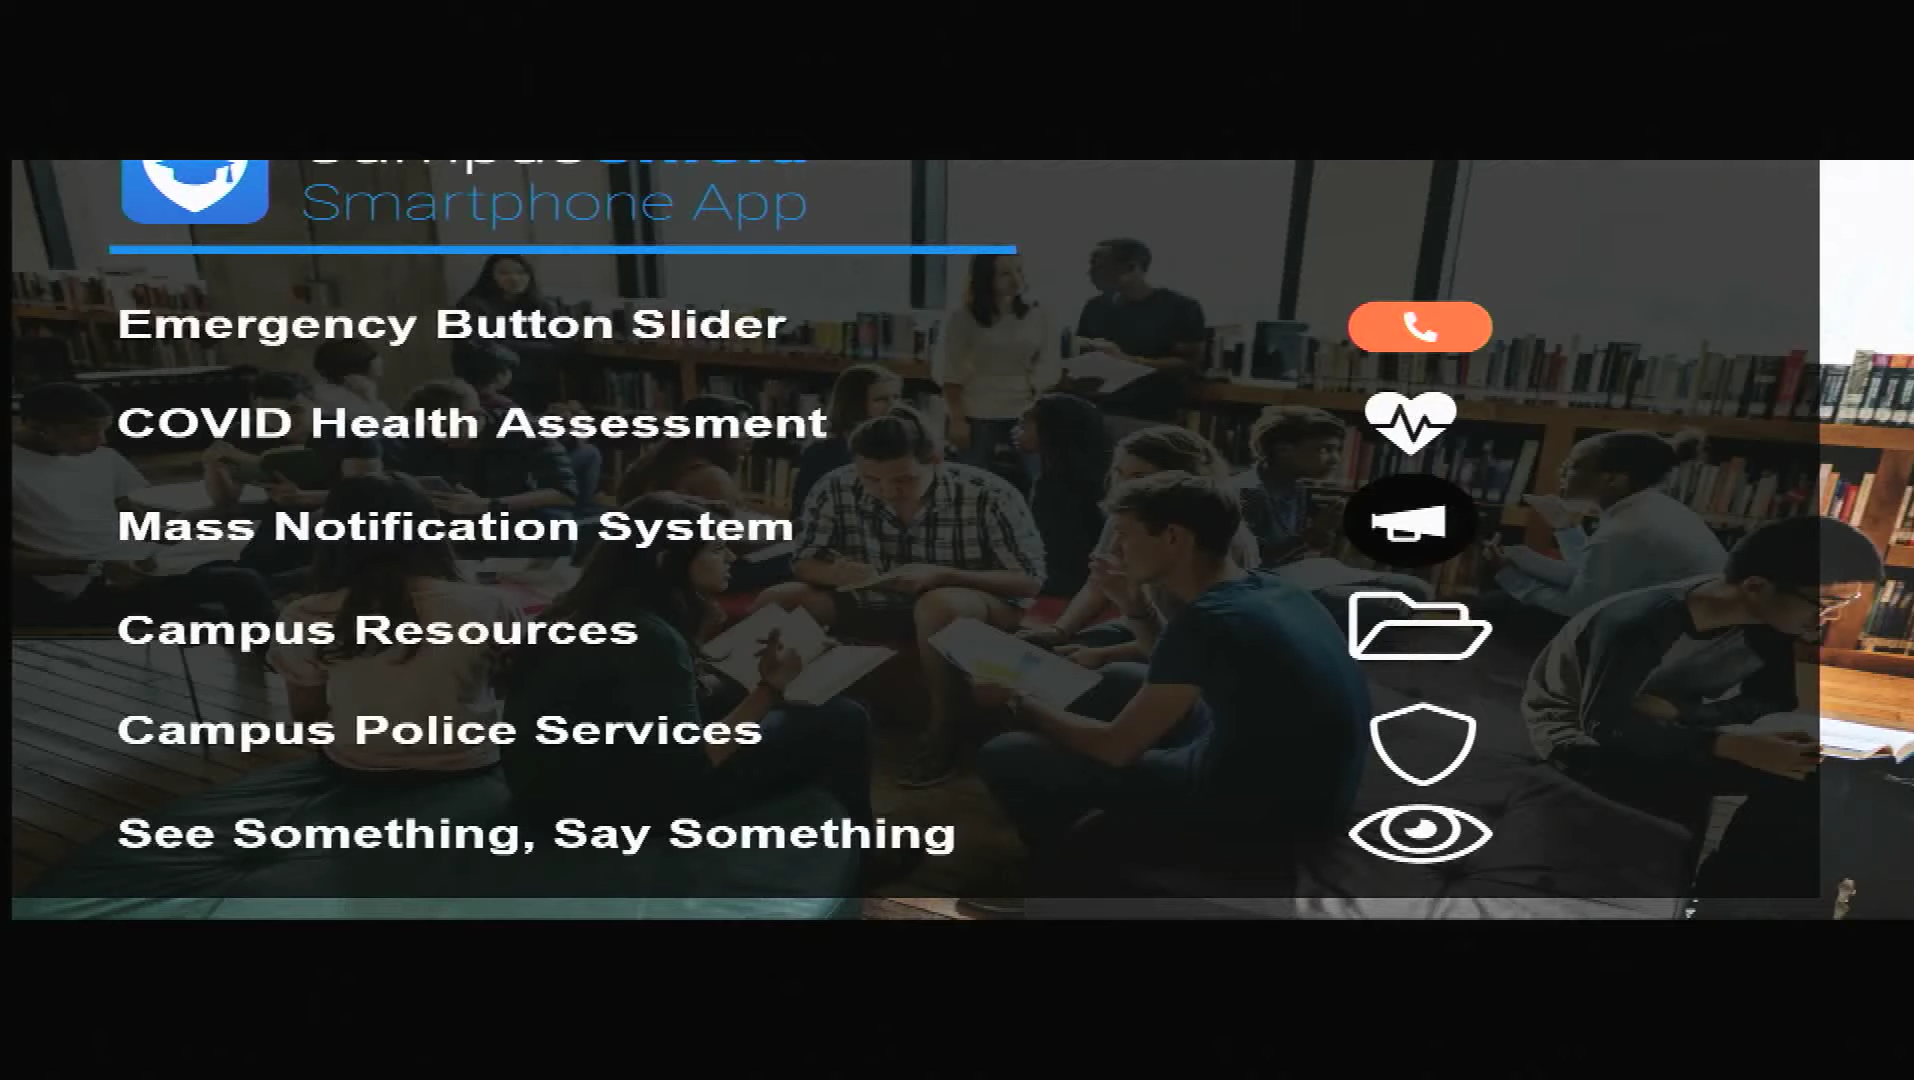 CampusShield
Smartphone App
Emergency Button Slider
COVID Health Assessment
Mass Notification System
Campus Resources
Campus Police Services
See Something, Say Something